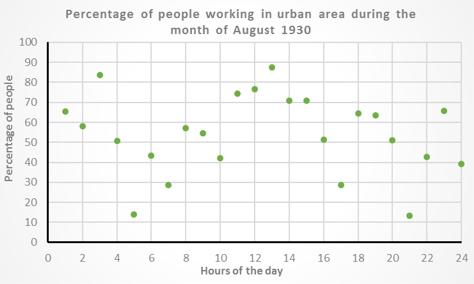 Percentage of people working in urban area during the
month of August 1930
100
90
80
70
60
50
40
30
20
10
0
Percentage of people
0 2 4 6 8 10 12 14 16 18 20 22 24
Hours of the day